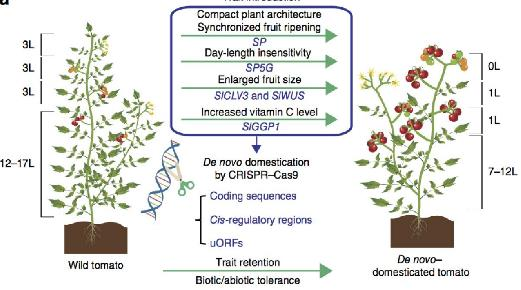 a
Trait introduction
Compact plant architecture
Synchronized fruit ripening
SP
Day-length insensitivity
SP5G
Enlarged fruit size
SlCLV3 and SlWUS
Increased vitamin C level
SlGGP1
De novo domestication
by CRISPR–Cas9
Coding sequences
Cis-regulatory regions
uORFs
3L
3L
3L
12–17L
Wild tomato
0L
1L
1L
7–12L
De novo–
domesticated tomato
Trait retention
Biotic/abiotic tolerance